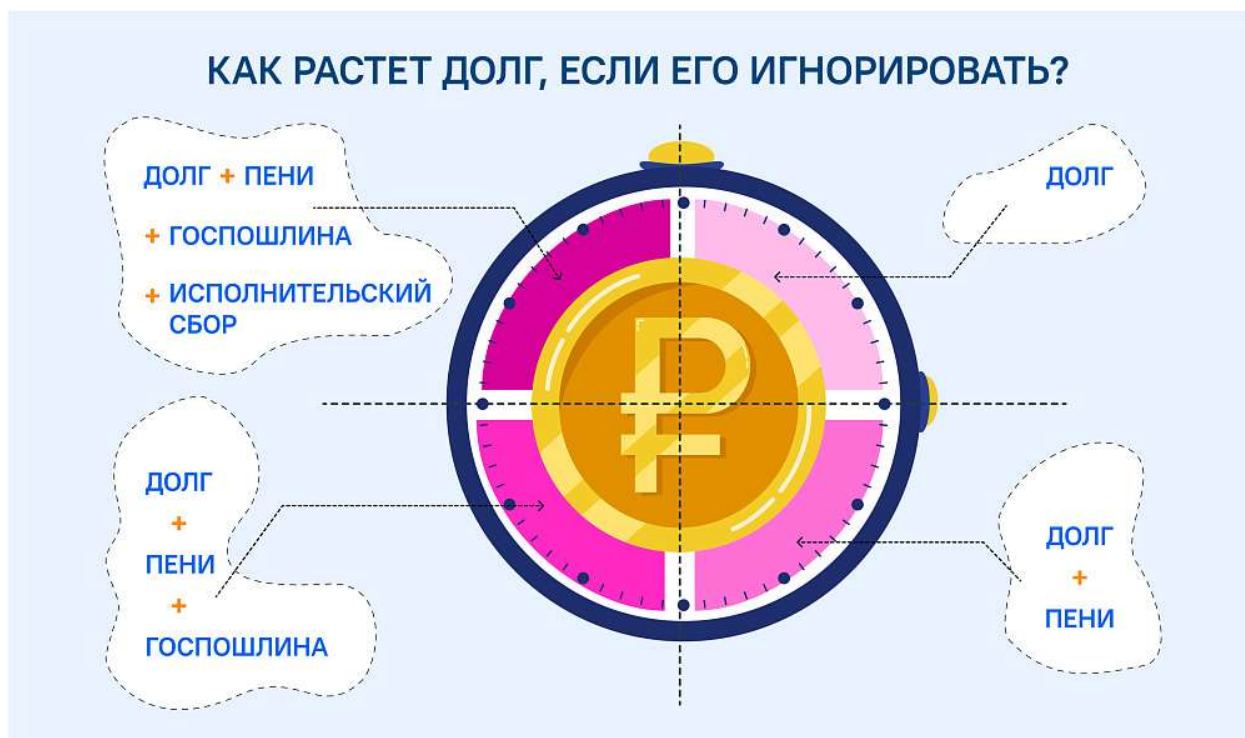 КАК РАСТЕТ ДОЛГ, ЕСЛИ ЕГО ИГНОРИРОВАТЬ?
ДОЛГ + ПЕНИ
+ ГОСПОШЛИНА
+ ИСПОЛНИТЕЛЬСКИЙ
СБОР
ДОЛГ
ДОЛГ
+
ПЕНИ
+
ГОСПОШЛИНА
ДОЛГ
+
ПЕНИ